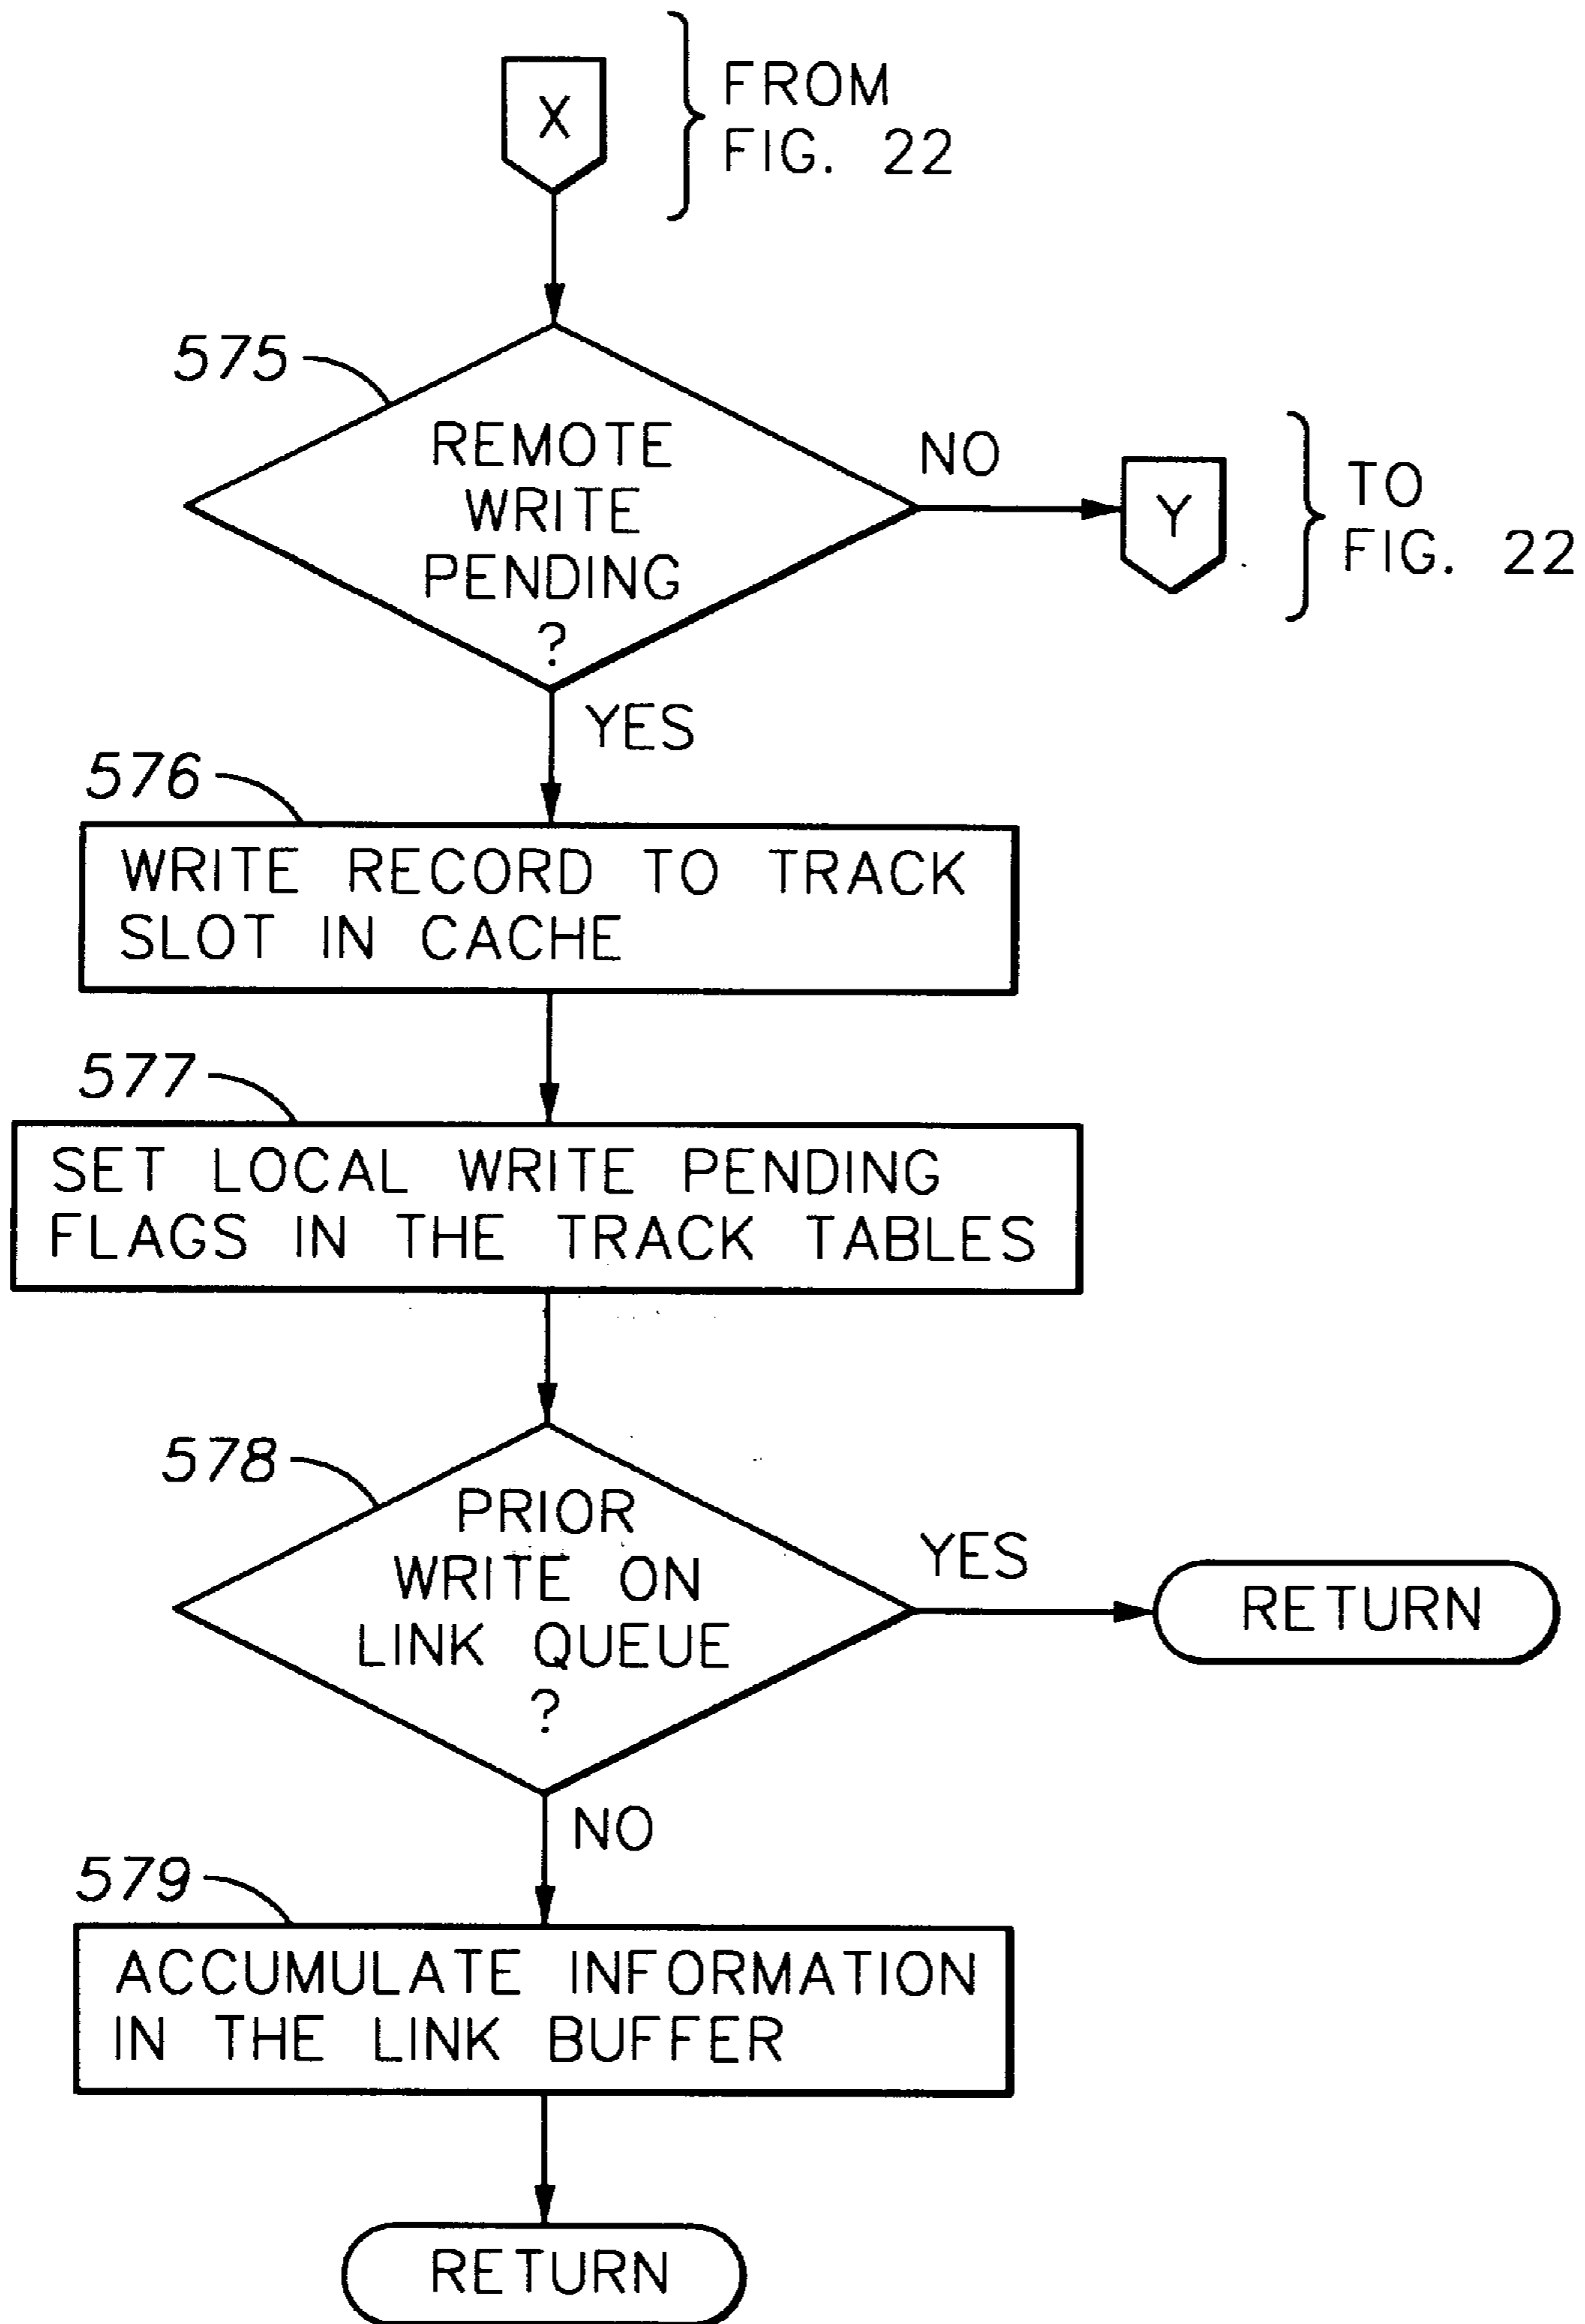 X
FROM
FIG. 22
575
REMOTE
WRITE
PENDING
?
NO
Y
TO
FIG. 22
YES
576
WRITE RECORD TO TRACK
SLOT IN CACHE
577
SET LOCAL WRITE PENDING
FLAGS IN THE TRACK TABLES
578
PRIOR
WRITE ON
LINK QUEUE
?
YES
RETURN
NO
579
ACCUMULATE INFORMATION
IN THE LINK BUFFER
RETURN